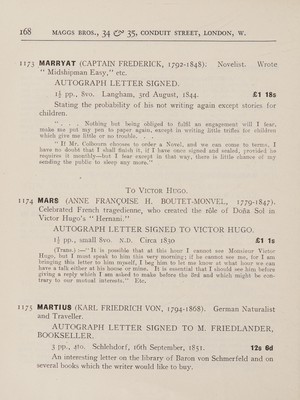 168 MAGGS BROS., 34 & 35, CONDUIT STREET, LONDON, W.
1173 MARRYAT (CAPTAIN FREDERICK, 1792-1848). Novelist. Wrote
"Midshipman Easy," etc.
AUTOGRAPH LETTER SIGNED.
1½ pp., 8vo. Langham, 3rd August, 1844. £1 18s
Stating the probability of his not writing again except stories for
children.
". . . Nothing but being obliged to fulfil an engagement will I fear,
make me put my pen to paper again, except in writing little trifles for children
which give me little or no trouble. . .
"If Mr. Colbourn chooses to order a Novel, and we can come to terms, I
have no doubt that I shall finish it, if I have once signed and sealed, provided he
requires it monthly—but I fear except in that way, there is little chance of my
sending the public to sleep any more."
TO VICTOR HUGO.
1174 MARS (ANNE FRANÇOISE H. BOUTET-MONVEL, 1779-1847).
Celebrated French tragedienne, who created the rôle of Doña Sol in
Victor Hugo's "Hernani."
AUTOGRAPH LETTER SIGNED TO VICTOR HUGO.
1½ pp., small 8vo. N.D. Circa 1830 £1 1s
(Trans.):—"It is possible that at this hour I cannot see Monsieur Victor
Hugo, but I must speak to him this very morning; if he cannot see me, for I am
bringing this letter to him myself, I beg him to let me know at what hour we can
have a talk either at his house or mine. It is essential that I should see him before
giving a reply which I am asked to make before the 3rd and which might be con-
trary to our mutual interests." Etc.
1175 MARTIUS (KARL FRIEDRICH VON, 1794-1868). German Naturalist
and Traveller.
AUTOGRAPH LETTER SIGNED TO M. FRIEDLANDER,
BOOKSELLER.
3 pp., 4to. Schlehdorf, 16th September, 1851. 12s 6d
An interesting letter on the library of Baron von Schmerfeld and on
several books which the writer would like to buy.